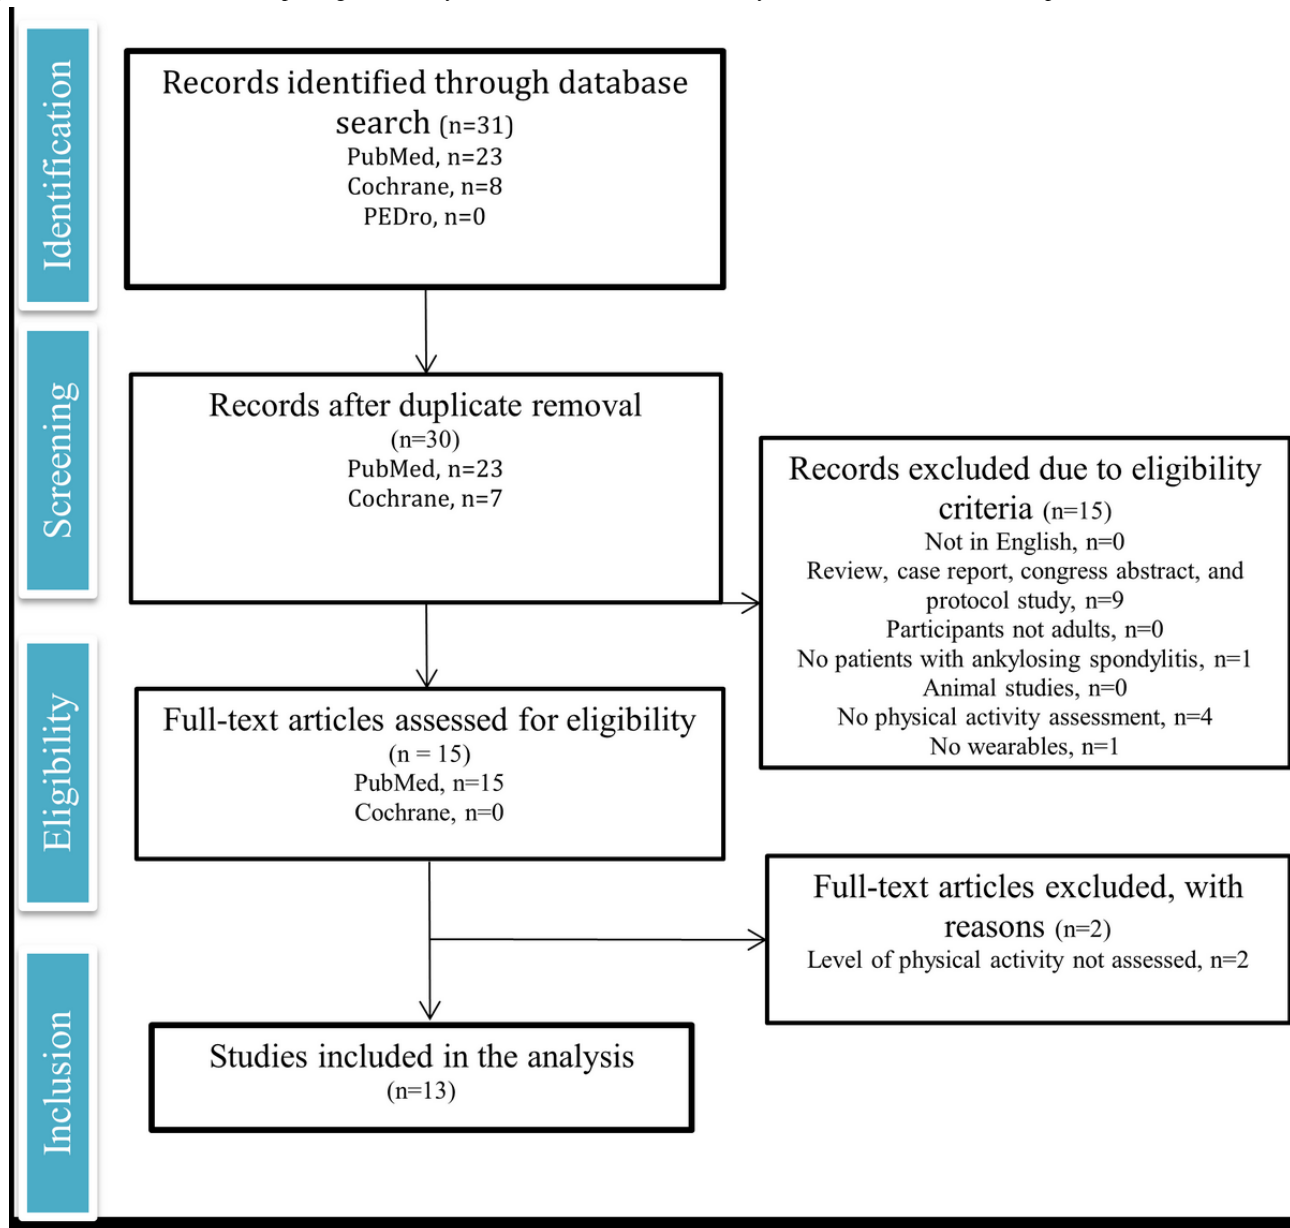 Identification
Records identified through database
search (n=31)
PubMed, n=23
Cochrane, n=8
PEDro, n=0
Screening
Records after duplicate removal
(n=30)
PubMed, n=23
Cochrane, n=7
Records excluded due to eligibility
criteria (n=15)
Not in English, n=0
Review, case report, congress abstract, and
protocol study, n=9
Participants not adults, n=0
No patients with ankylosing spondylitis, n=1
Animal studies, n=0
No physical activity assessment, n=4
No wearables, n=1
Eligibility
Full-text articles assessed for eligibility
(n = 15)
PubMed, n=15
Cochrane, n=0
Full-text articles excluded, with
reasons (n=2)
Level of physical activity not assessed, n=2
Inclusion
Studies included in the analysis
(n=13)